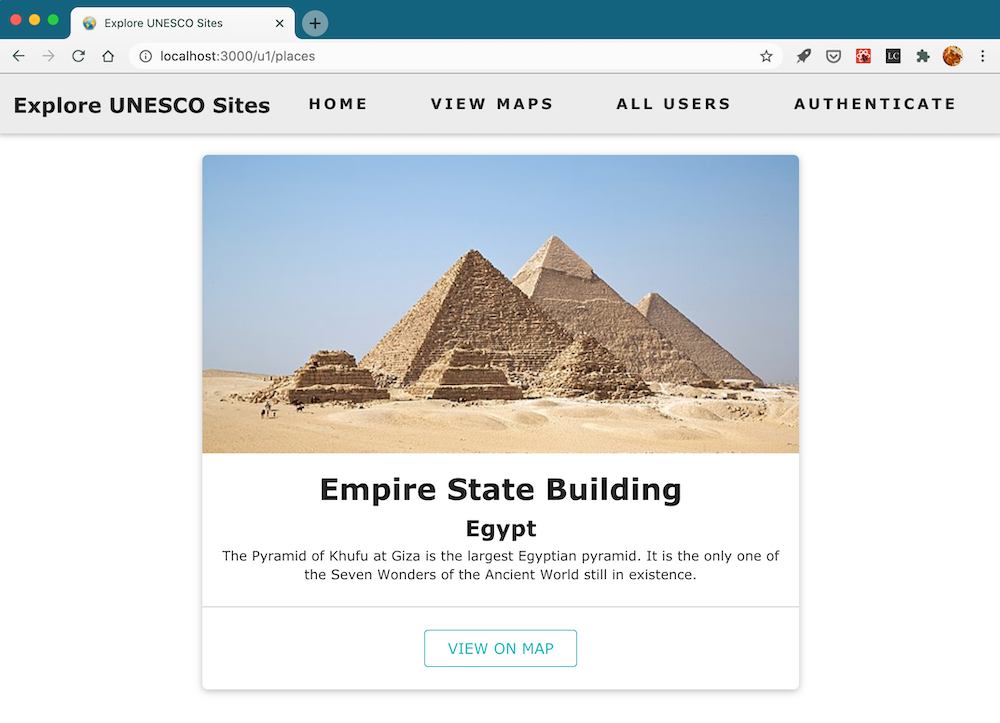 Explore UNESCO Sites
localhost:3000/u1/places
LC
Explore UNESCO Sites HOME VIEW MAPS ALL USERS AUTHENTICATE
Empire State Building
Egypt
The Pyramid of Khufu at Giza is the largest Egyptian pyramid. It is the only one of
the Seven Wonders of the Ancient World still in existence.
VIEW ON MAP